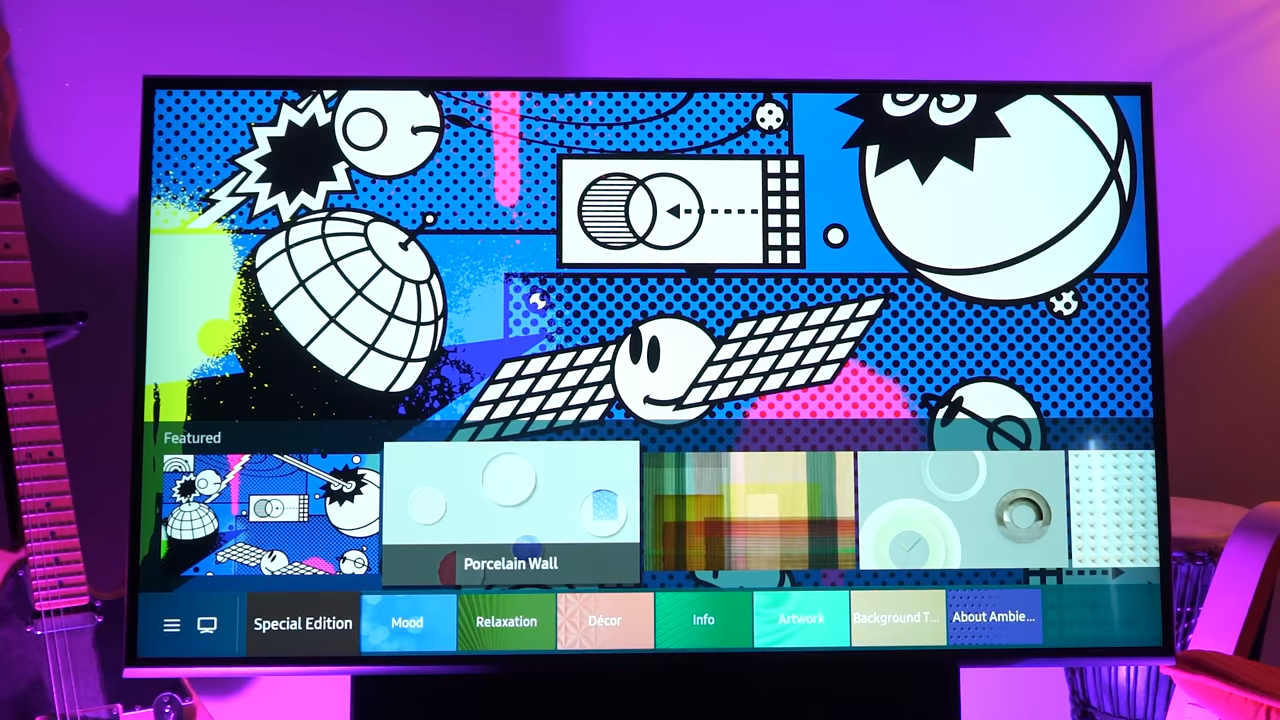 Featured
Porcelain Wall
Special Edition
Mood
Relaxation
Décor
Info
Artwork
Background T...
About Ambie...